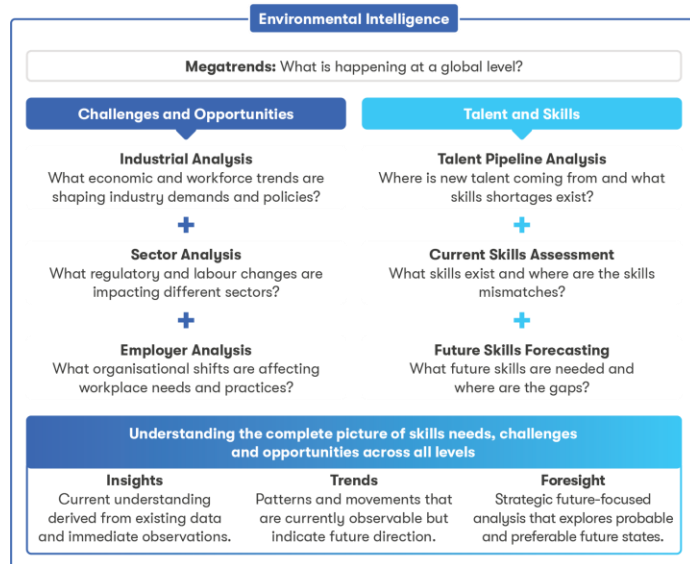 Environmental Intelligence
Megatrends: What is happening at a global level?
Challenges and Opportunities
Industrial Analysis
What economic and workforce trends are
shaping industry demands and policies?
+
Sector Analysis
What regulatory and labour changes are
impacting different sectors?
+
Employer Analysis
What organisational shifts are affecting
workplace needs and practices?
Talent and Skills
Talent Pipeline Analysis
Where is new talent coming from and what
skills shortages exist?
+
Current Skills Assessment
What skills exist and where are the skills
mismatches?
+
Future Skills Forecasting
What future skills are needed and
where are the gaps?
Understanding the complete picture of skills needs, challenges
and opportunities across all levels
Insights
Current understanding
derived from existing data
and immediate observations.
Trends
Patterns and movements that
are currently observable but
indicate future direction.
Foresight
Strategic future-focused
analysis that explores probable
and preferable future states.